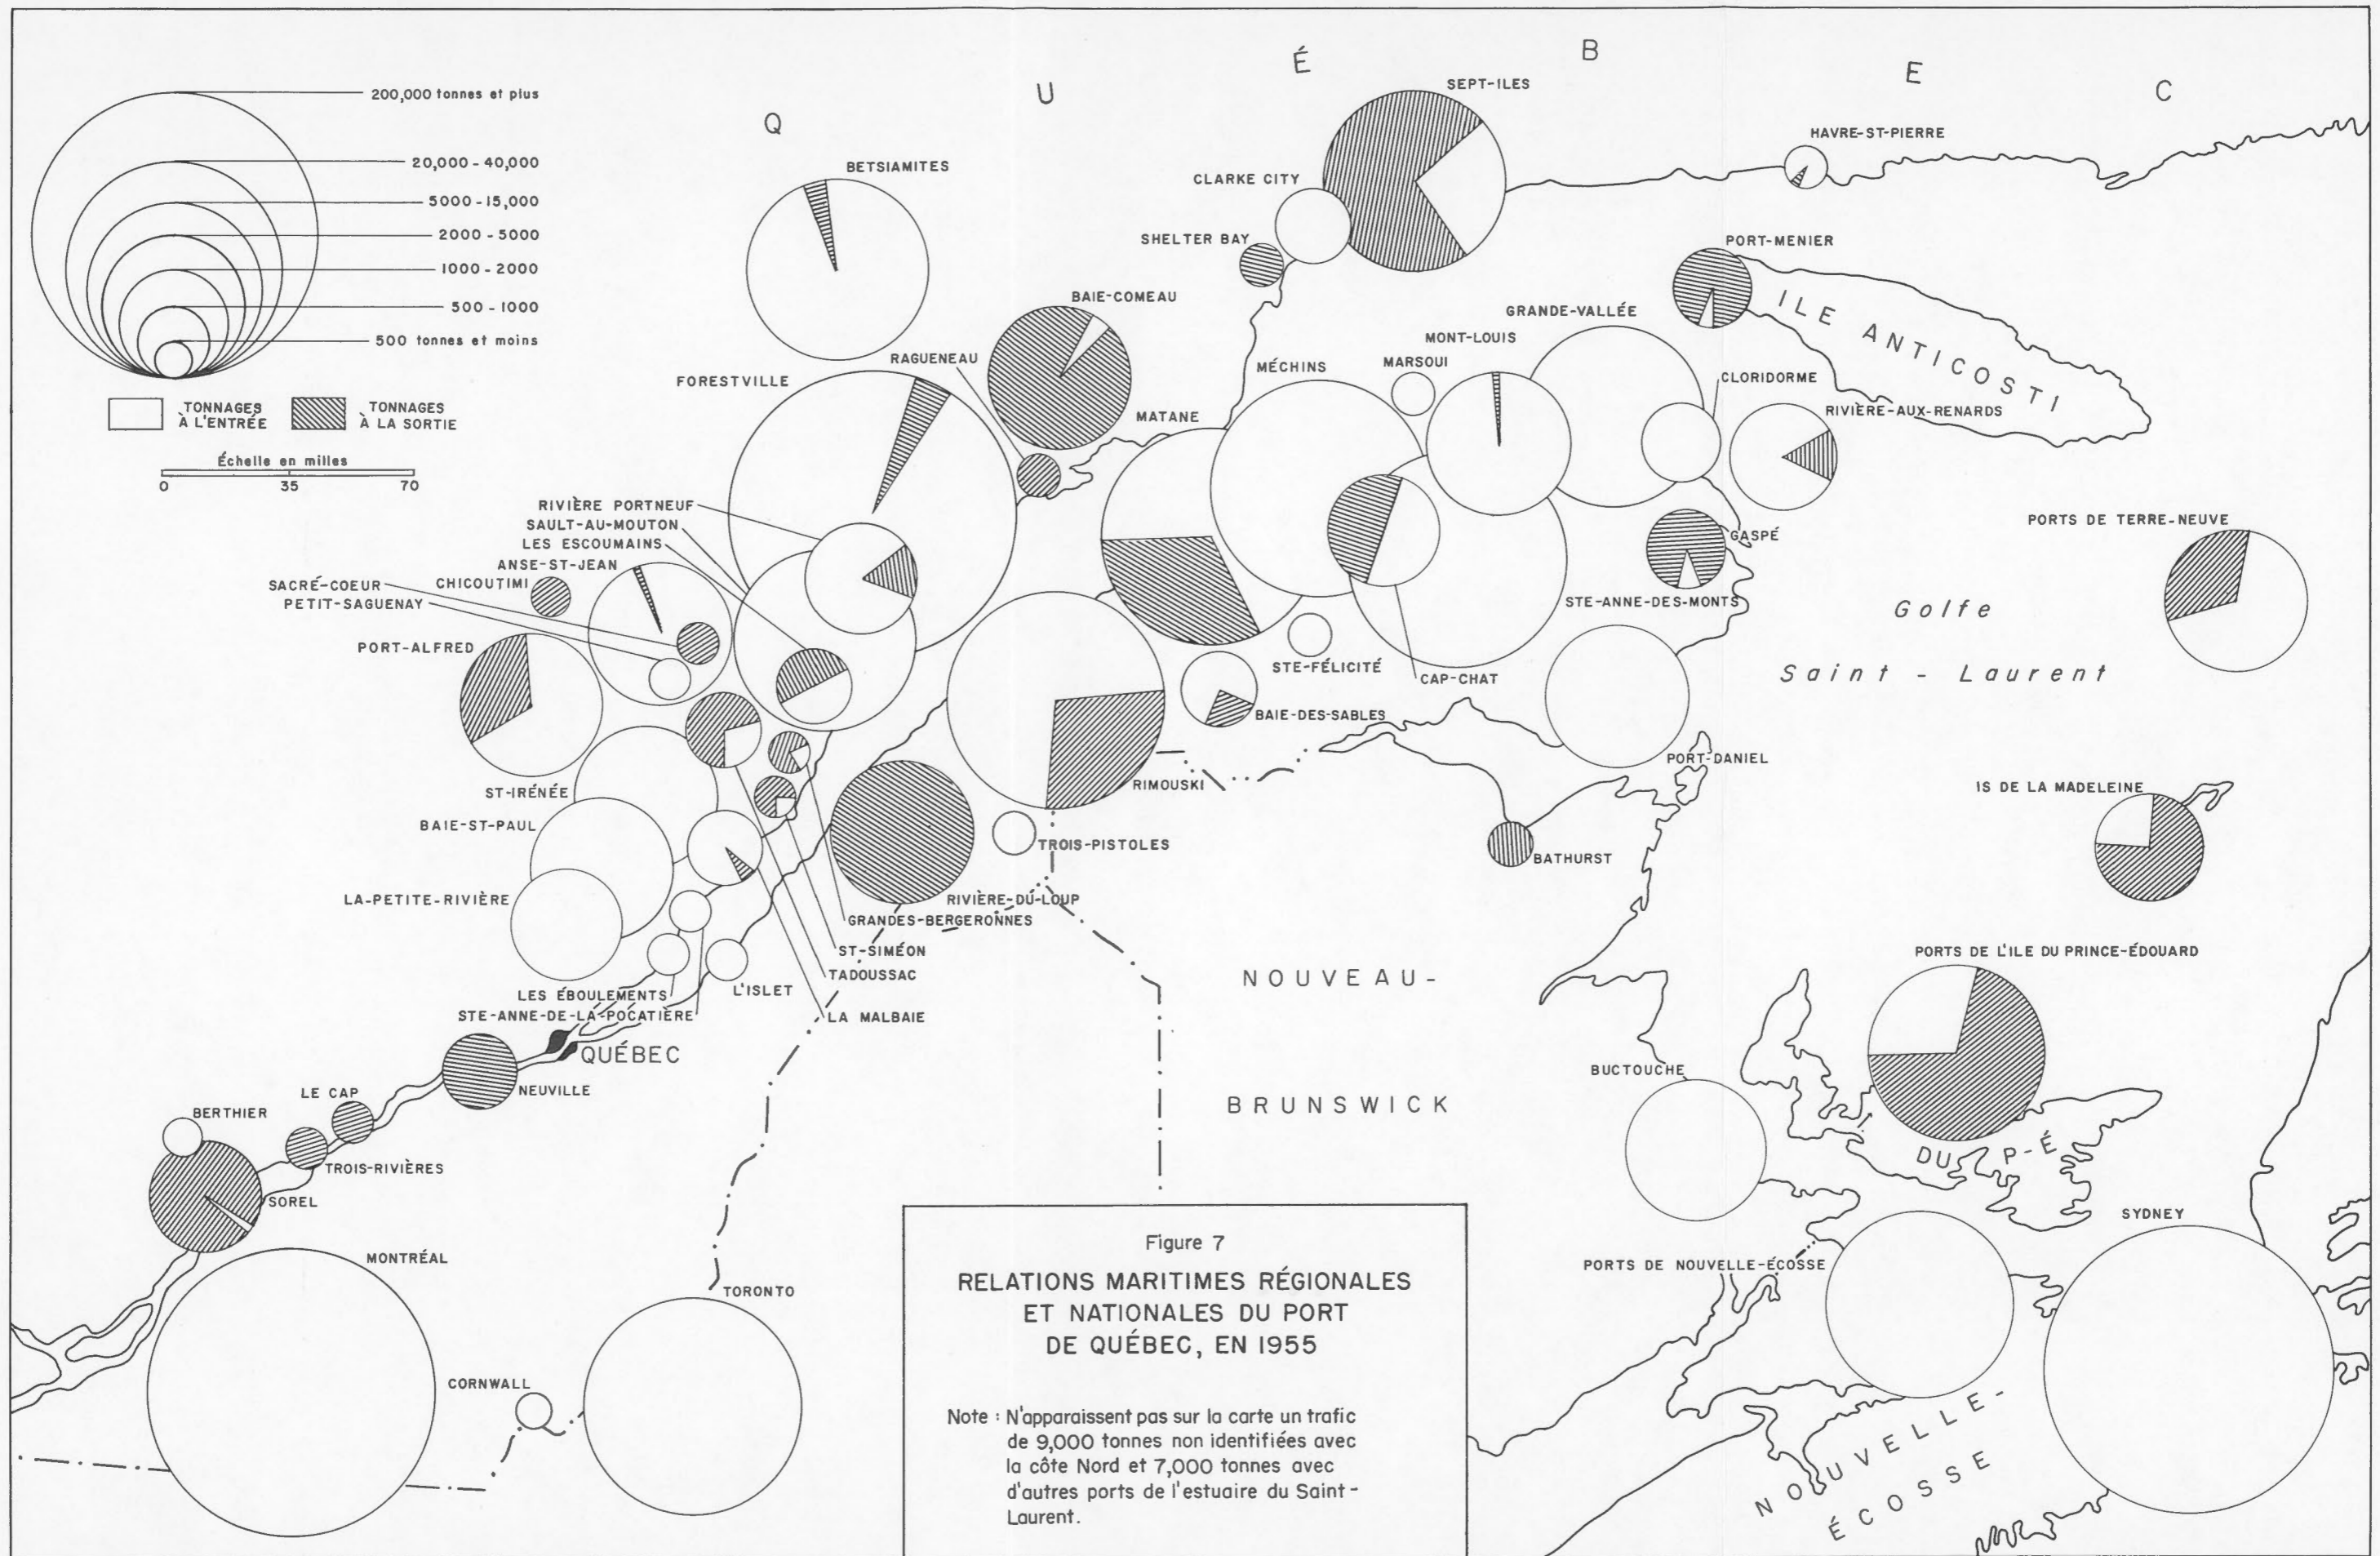 Q U É B E C
200,000 tonnes et plus
20,000 - 40,000
5000 - 15,000
2000 - 5000
1000 - 2000
500 - 1000
500 tonnes et moins
TONNAGES
À L'ENTRÉE
TONNAGES
À LA SORTIE
Échelle en milles
0 35 70
SEPT-ILES
HAVRE-ST-PIERRE
BETSIAMITES
CLARKE CITY
SHELTER BAY
PORT-MENIER
BAIE-COMEAU
GRANDE-VALLÉE
ILE ANTICOSTI
MONT-LOUIS
RAGUENEAU
MÉCHINS
MARSOUI
FORESTVILLE
CLORIDORME
MATANE
RIVIÈRE-AUX-RENARDS
RIVIÈRE PORTNEUF
SAULT-AU-MOUTON
LES ESCOUMAINS
PORTS DE TERRE-NEUVE
GASPÉ
ANSE-ST-JEAN
CHICOUTIMI
SACRÉ-COEUR
PETIT-SAGUENAY
STE-ANNE-DES-MONTS
Golfe
Saint - Laurent
PORT-ALFRED
STE-FÉLICITÉ
CAP-CHAT
BAIE-DES-SABLES
PORT-DANIEL
RIMOUSKI
IS DE LA MADELEINE
ST-IRÉNÉE
BAIE-ST-PAUL
TROIS-PISTOLES
BATHURST
LA-PETITE-RIVIÈRE
RIVIÈRE-DU-LOUP
GRANDES-BERGERONNES
ST-SIMÉON
TADOUSSAC
PORTS DE L'ILE DU PRINCE-ÉDOUARD
L'ISLET
LES ÉBOULEMENTS
STE-ANNE-DE-LA-POCATIÈRE
LA MALBAIE
NOUVEAU-
BRUNSWICK
QUÉBEC
BUCTOUCHE
NEUVILLE
LE CAP
BERTHIER
TROIS-RIVIÈRES
SOREL
DU P-É
SYDNEY
MONTRÉAL
TORONTO
PORTS DE NOUVELLE-ÉCOSSE
CORNWALL
NOUVELLE-
ÉCOSSE
Figure 7
RELATIONS MARITIMES RÉGIONALES
ET NATIONALES DU PORT
DE QUÉBEC, EN 1955
Note : N'apparaissent pas sur la carte un trafic
de 9,000 tonnes non identifiées avec
la côte Nord et 7,000 tonnes avec
d'autres ports de l'estuaire du Saint-
Laurent.